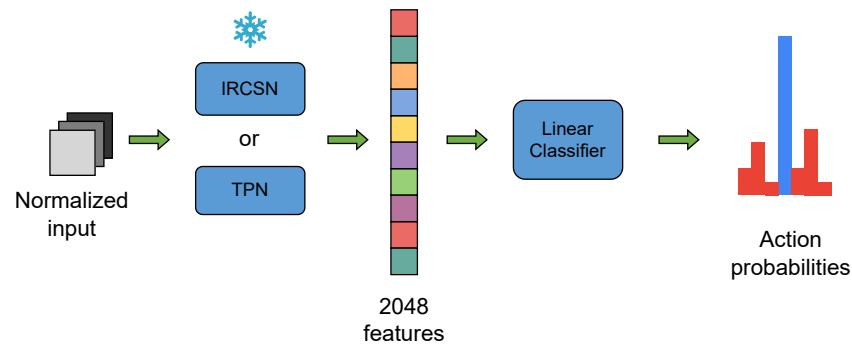 Normalized
input
IRCSN
or
TPN
2048
features
Linear
Classifier
Action
probabilities